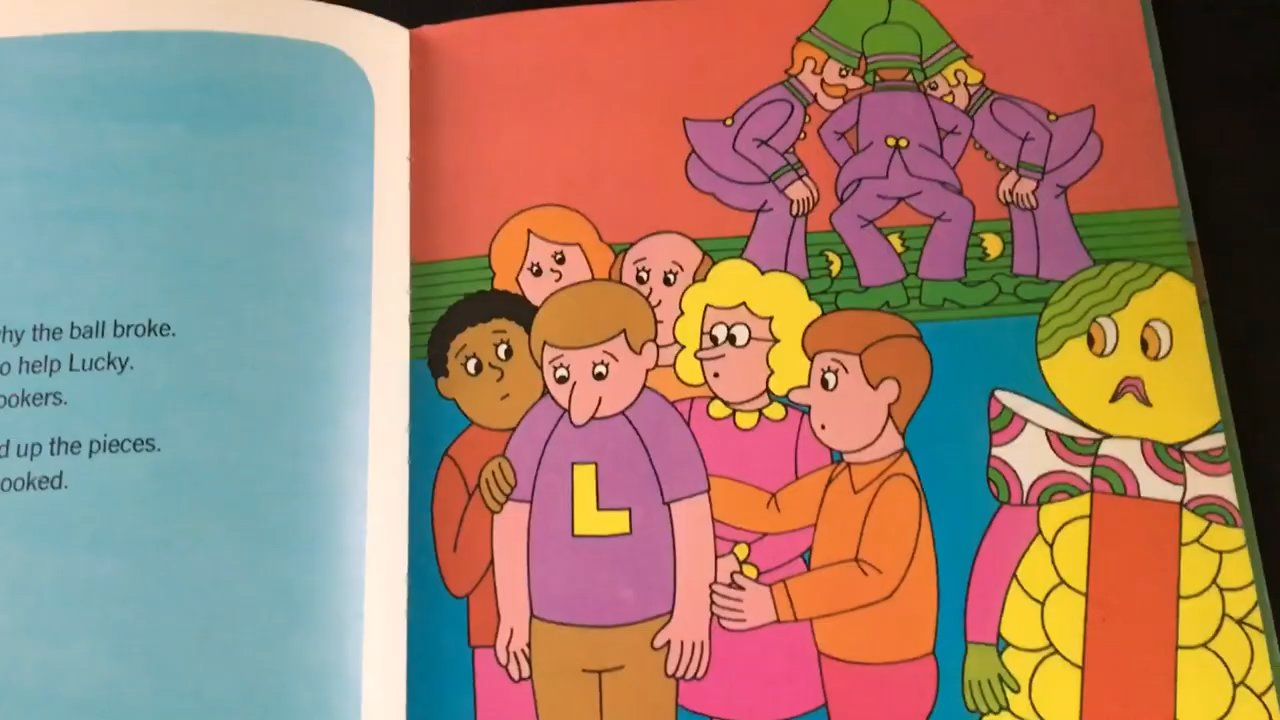 hy the ball broke.
o help Lucky.
ookers.
d up the pieces.
ooked.
L